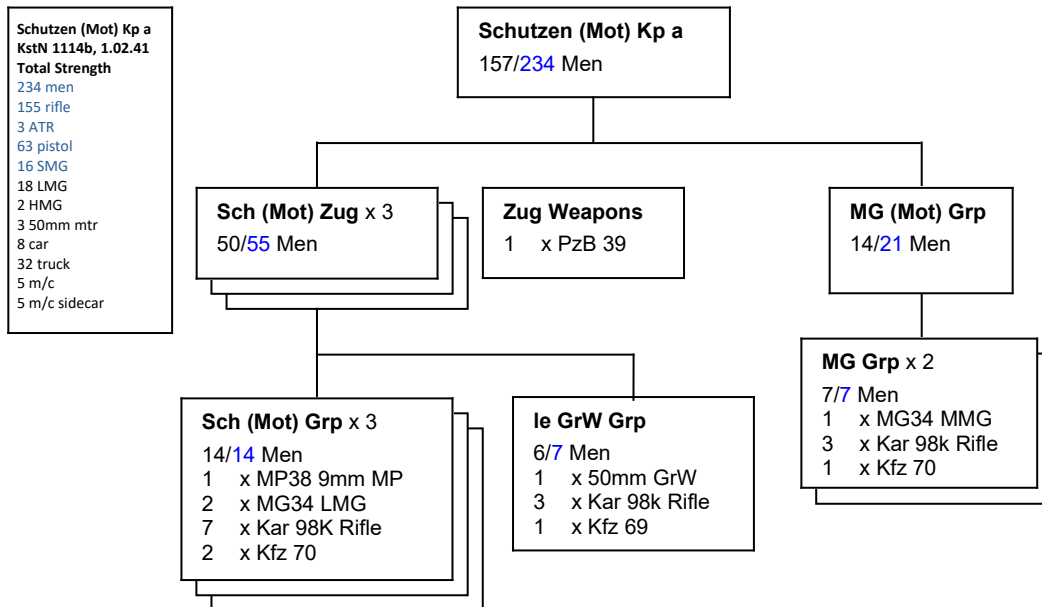 Schutzen (Mot) Kp a
KstN 1114b, 1.02.41
Total Strength
234 men
155 rifle
3 ATR
63 pistol
16 SMG
18 LMG
2 HMG
3 50mm mtr
8 car
32 truck
5 m/c
5 m/c sidecar
Schutzen (Mot) Kp a
157/234 Men
Sch (Mot) Zug x 3
50/55 Men
Zug Weapons
1 x PzB 39
MG (Mot) Grp
14/21 Men
Sch (Mot) Grp x 3
14/14 Men
1 x MP38 9mm MP
2 x MG34 LMG
7 x Kar 98K Rifle
2 x Kfz 70
le GrW Grp
6/7 Men
1 x 50mm GrW
3 x Kar 98k Rifle
1 x Kfz 69
MG Grp x 2
7/7 Men
1 x MG34 MMG
3 x Kar 98k Rifle
1 x Kfz 70